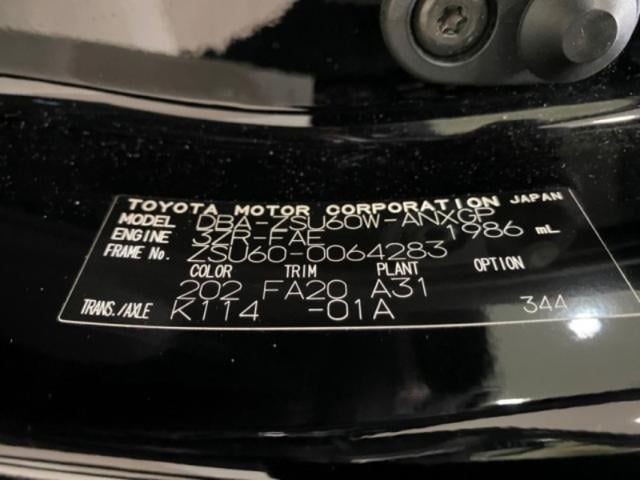 TOYOTA MOTOR CORPORATION JAPAN
MODEL DBA-ZSU60W-ANXGP
ENGINE 3ZR-FAE 1986 mL
FRAME No. ZSU60-0064283
COLOR TRIM PLANT OPTION
202 FA20 A31
TRANS./AXLE K114 -01A 344